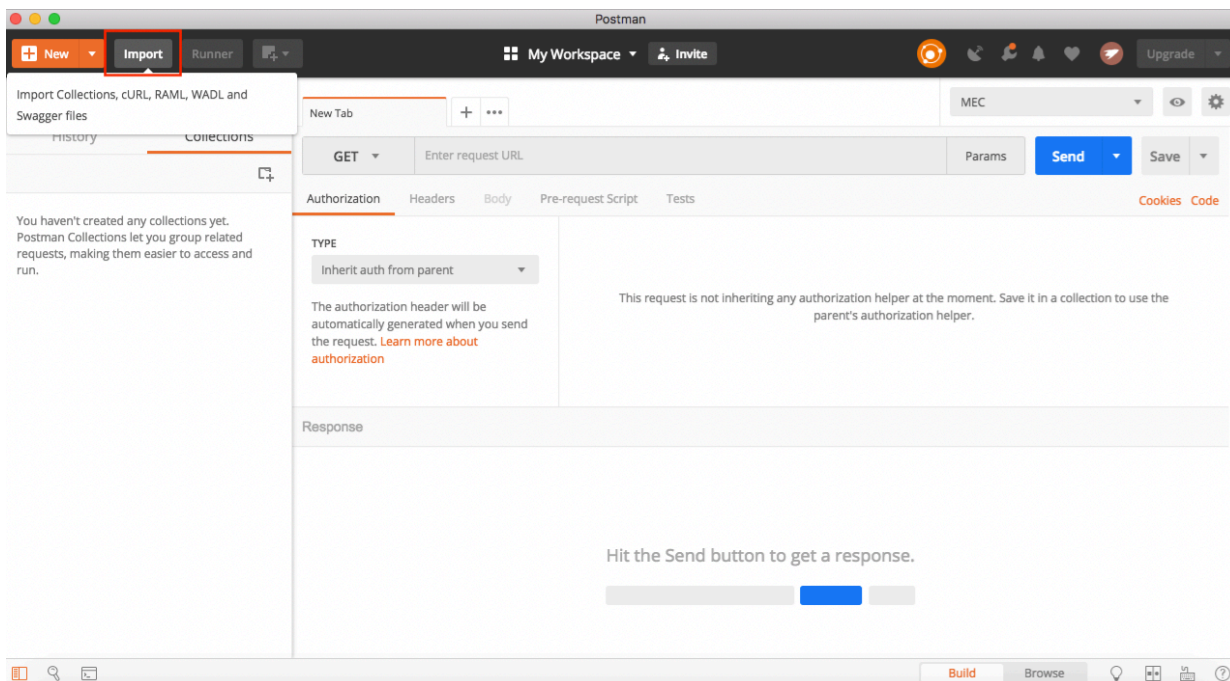 Postman
New
Import
Runner
My Workspace
Invite
Upgrade
Import Collections, cURL, RAML, WADL and
Swagger files
New Tab
MEC
History
Collections
GET
Enter request URL
Params
Send
Save
Authorization
Headers
Body
Pre-request Script
Tests
Cookies
Code
You haven't created any collections yet.
Postman Collections let you group related
requests, making them easier to access and
run.
TYPE
Inherit auth from parent
The authorization header will be
automatically generated when you send
the request. Learn more about
authorization
This request is not inheriting any authorization helper at the moment. Save it in a collection to use the
parent's authorization helper.
Response
Hit the Send button to get a response.
Build
Browse